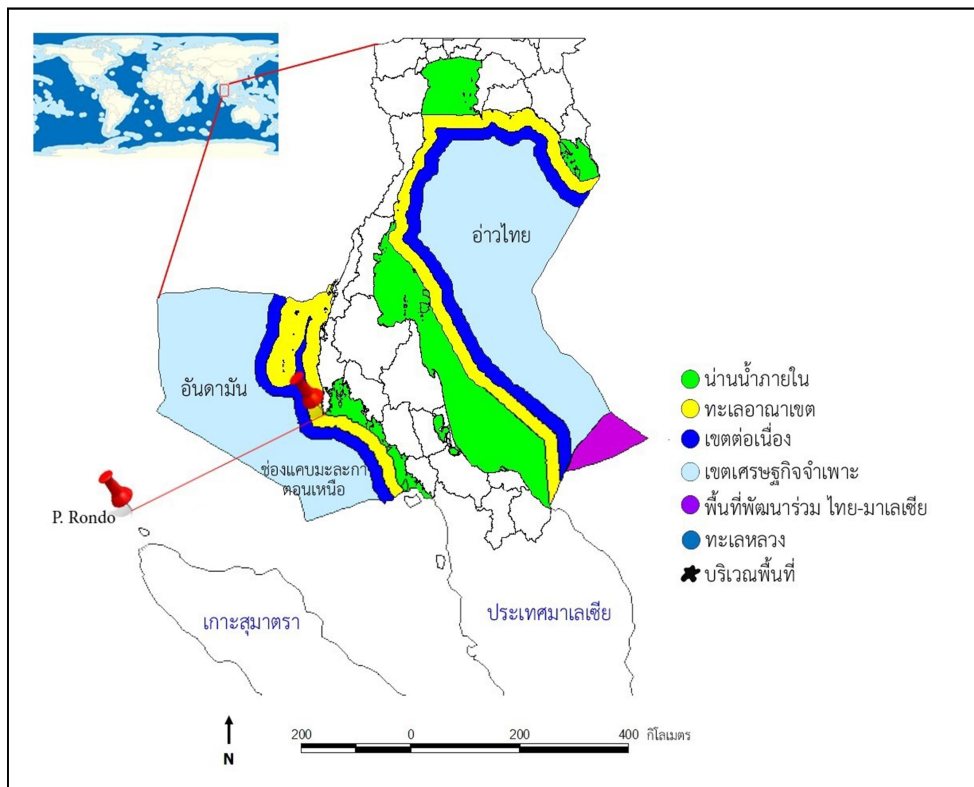 อ่าวไทย
อันดามัน
ช่องแคบมะละกา
ตอนเหนือ
P. Rondo
เกาะสุมาตรา
ประเทศมาเลเซีย
น่านน้ำภายใน
ทะเลอาณาเขต
เขตต่อเนื่อง
เขตเศรษฐกิจจำเพาะ
พื้นที่พัฒนาร่วม ไทย-มาเลเซีย
ทะเลหลวง
บริเวณพื้นที่
N
200 0 200 400 กิโลเมตร